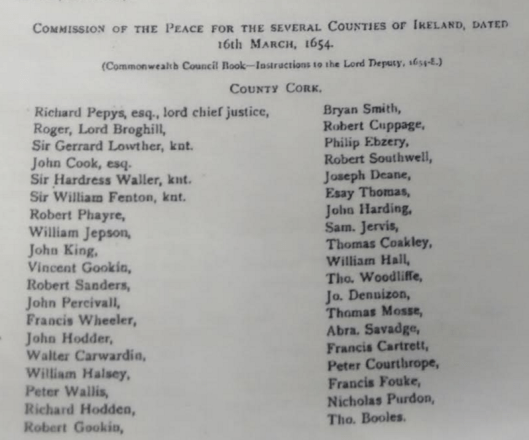 COMMISSION OF THE PEACE FOR THE SEVERAL COUNTIES OF IRELAND, DATED
16th MARCH, 1654.
(Commonwealth Council Book—Instructions to the Lord Deputy, 1654-8.)
COUNTY CORK.
Richard Pepys, esq., lord chief justice,
Roger, Lord Broghill,
Sir Gerrard Lowther, knt.
John Cook, esq.
Sir Hardress Waller, knt.
Sir William Fenton, knt.
Robert Phayre,
William Jepson,
John King,
Vincent Gookin,
Robert Sanders,
John Percivall,
Francis Wheeler,
John Hodder,
Walter Carwardin,
William Halsey,
Peter Wallis,
Richard Hodden,
Robert Gookin,
Bryan Smith,
Robert Cuppage,
Philip Ebzery,
Robert Southwell,
Joseph Deane,
Esay Thomas,
John Harding,
Sam. Jervis,
Thomas Coakley,
William Hall,
Tho. Woodliffe,
Jo. Dennizon,
Thomas Mosse,
Abra. Savadge,
Francis Cartrett,
Peter Courthrope,
Francis Fouke,
Nicholas Purdon,
Tho. Booles.